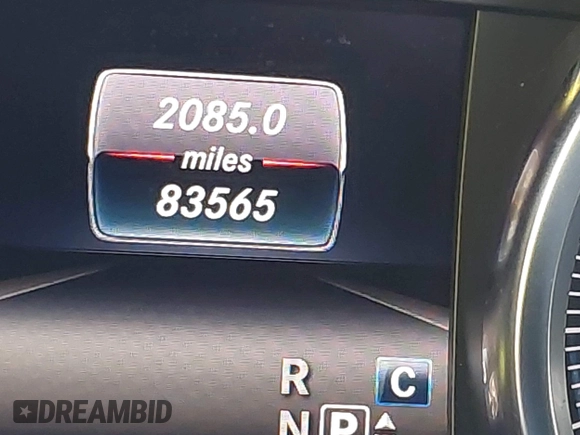 2085.0
miles
83565
R C
N P
DREAMBID